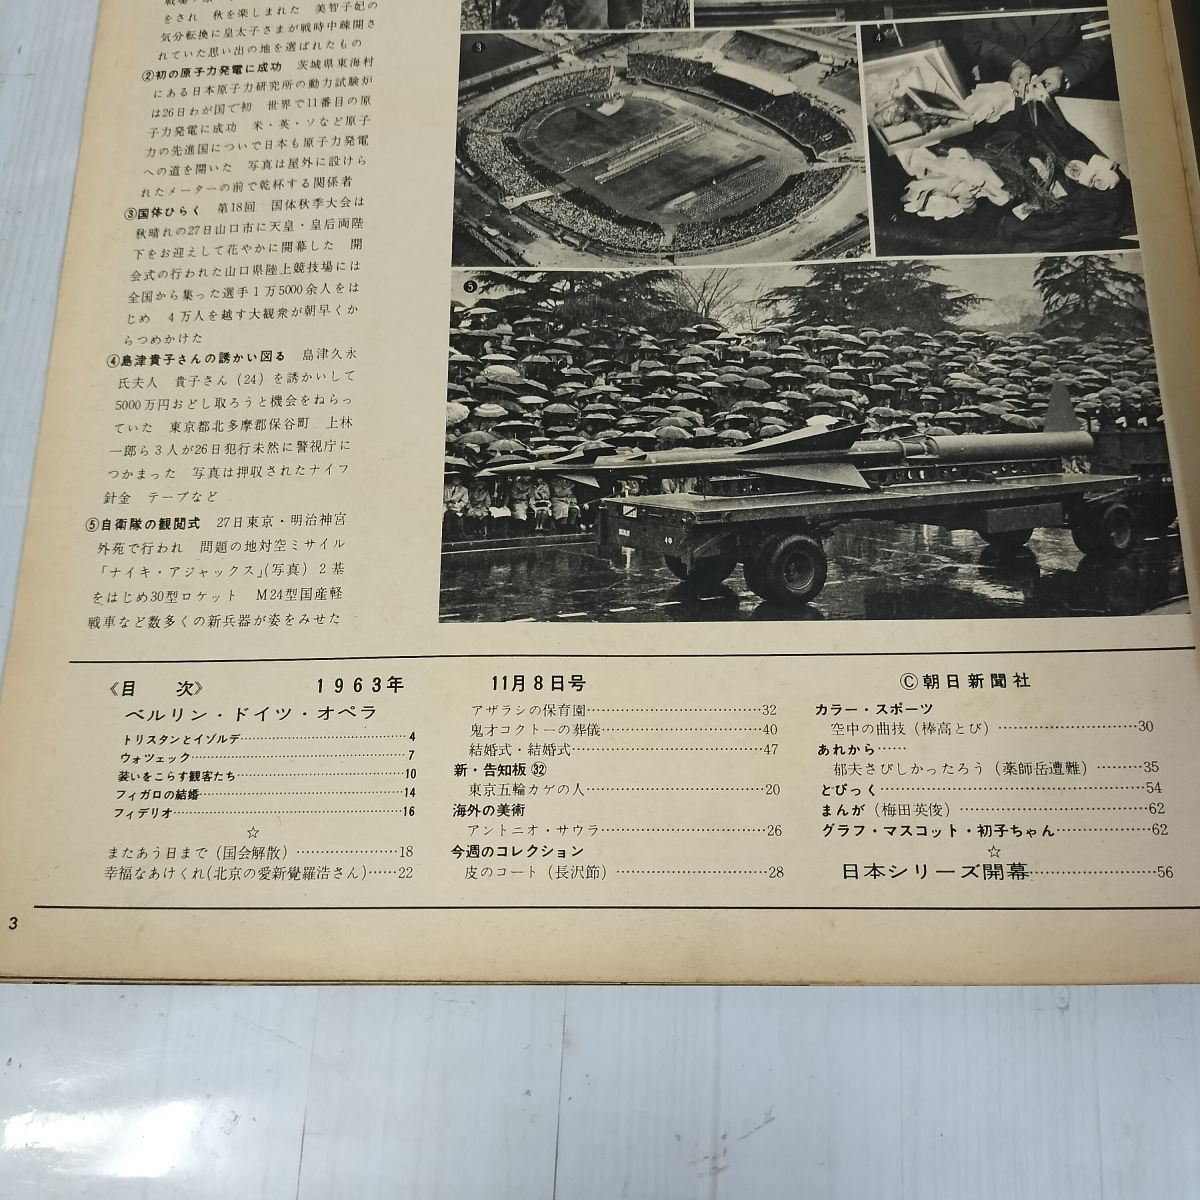 をされ 秋を楽しまれた 美智子妃の
気分転換に皇太子さまが戦時中疎開さ
れていた思い出の地を選ばれたもの
②初の原子力発電に成功 茨城県東海村
にある日本原子力研究所の動力試験炉
は26日わが国で初 世界で11番目の原
子力発電に成功 米・英・ソなど原子
力の先進国についで日本も原子力発電
への道を開いた 写真は屋外に設けら
れたメーターの前で乾杯する関係者
③国体ひらく 第18回 国体秋季大会は
秋晴れの27日山口市に天皇・皇后両陛
下をお迎えして花やかに開幕した 開
会式の行われた山口県陸上競技場には
全国から集った選手1万5000余人をは
じめ 4万人を越す大観衆が朝早くか
らつめかけた
④島津貴子さんの誘かい図る 島津久永
氏夫人 貴子さん(24)を誘かいして
5000万円おどし取ろうと機会をねらっ
ていた 東京都北多摩郡保谷町 上林
一郎ら3人が26日犯行未然に警視庁に
つかまった 写真は押収されたナイフ
針金 テープなど
⑤自衛隊の観閲式 27日東京・明治神宮
外苑で行われ 問題の地対空ミサイル
「ナイキ・アジャックス」(写真)2基
をはじめ30型ロケット M24型国産軽
戦車など数多くの新兵器が姿をみせた
3
4
5
《目 次》 1963年 11月8日号 ©朝日新聞社
ベルリン・ドイツ・オペラ
トリスタンとイゾルデ……4
ウォツェック……7
装いをこらす観客たち……10
フィガロの結婚……14
フィデリオ……16
☆
またあう日まで(国会解散)……18
幸福なあけくれ(北京の愛新覺羅浩さん)……22
アザラシの保育園……32
鬼才コクトーの葬儀……40
結婚式・結婚式……47
新・告知板㉜
東京五輪カゲの人……20
海外の美術
アントニオ・サウラ……26
今週のコレクション
皮のコート(長沢節)……28
カラー・スポーツ
空中の曲技(棒高とび)……30
あれから……
郁夫さびしかったろう(薬師岳遭難)……35
とびっく……54
まんが(梅田英俊)……62
グラフ・マスコット・初子ちゃん……62
☆
日本シリーズ開幕……56
3